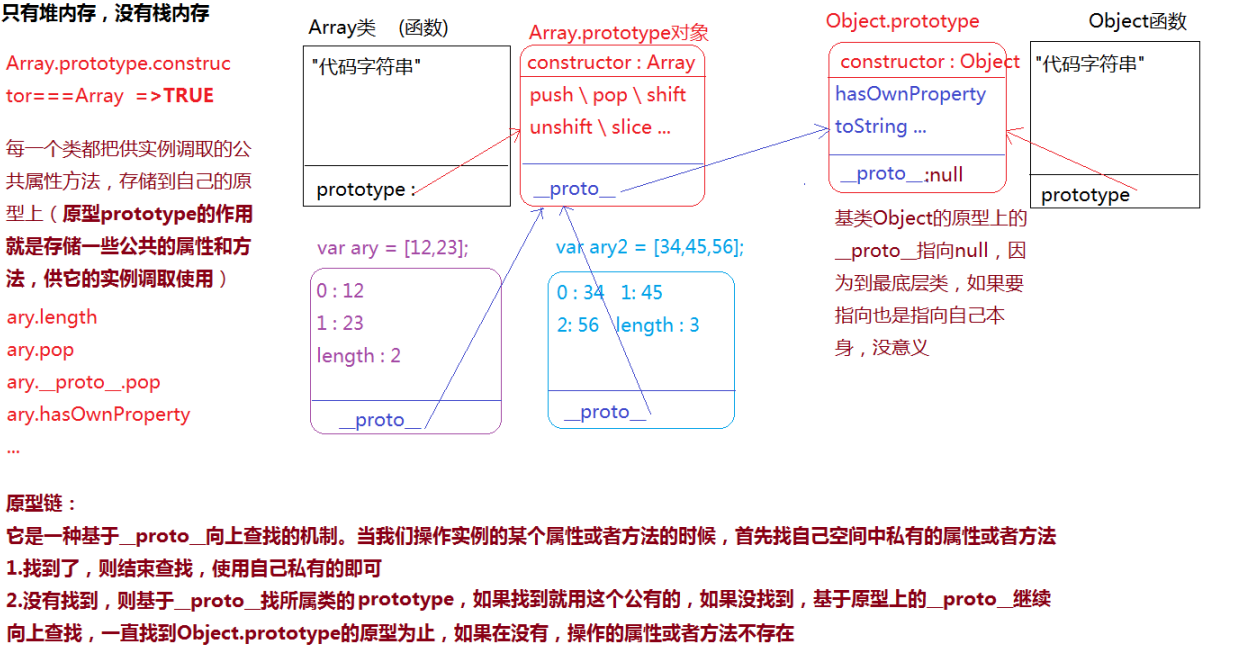 只有堆内存，没有栈内存
Array.prototype.construc
tor===Array =>TRUE
每一个类都把供实例调取的公
共属性方法，存储到自己的原
型上（原型prototype的作用
就是存储一些公共的属性和方
法，供它的实例调取使用）
ary.length
ary.pop
ary.__proto__.pop
ary.hasOwnProperty
...
Array类 (函数)
"代码字符串"
prototype :
Array.prototype对象
constructor : Array
push \ pop \ shift
unshift \ slice ...
__proto__
Object.prototype
constructor : Object
hasOwnProperty
toString ...
__proto__:null
Object函数
"代码字符串"
prototype
var ary = [12,23];
0 : 12
1 : 23
length : 2
__proto__
var ary2 = [34,45,56];
0 : 34 1: 45
2: 56 length : 3
__proto__
基类Object的原型上的
__proto__指向null，因
为到最底层类，如果要
指向也是指向自己本
身，没意义
原型链：
它是一种基于__proto__向上查找的机制。当我们操作实例的某个属性或者方法的时候，首先找自己空间中私有的属性或者方法
1.找到了，则结束查找，使用自己私有的即可
2.没有找到，则基于__proto__找所属类的prototype，如果找到就用这个公有的，如果没找到，基于原型上的__proto__继续
向上查找，一直找到Object.prototype的原型为止，如果在没有，操作的属性或者方法不存在